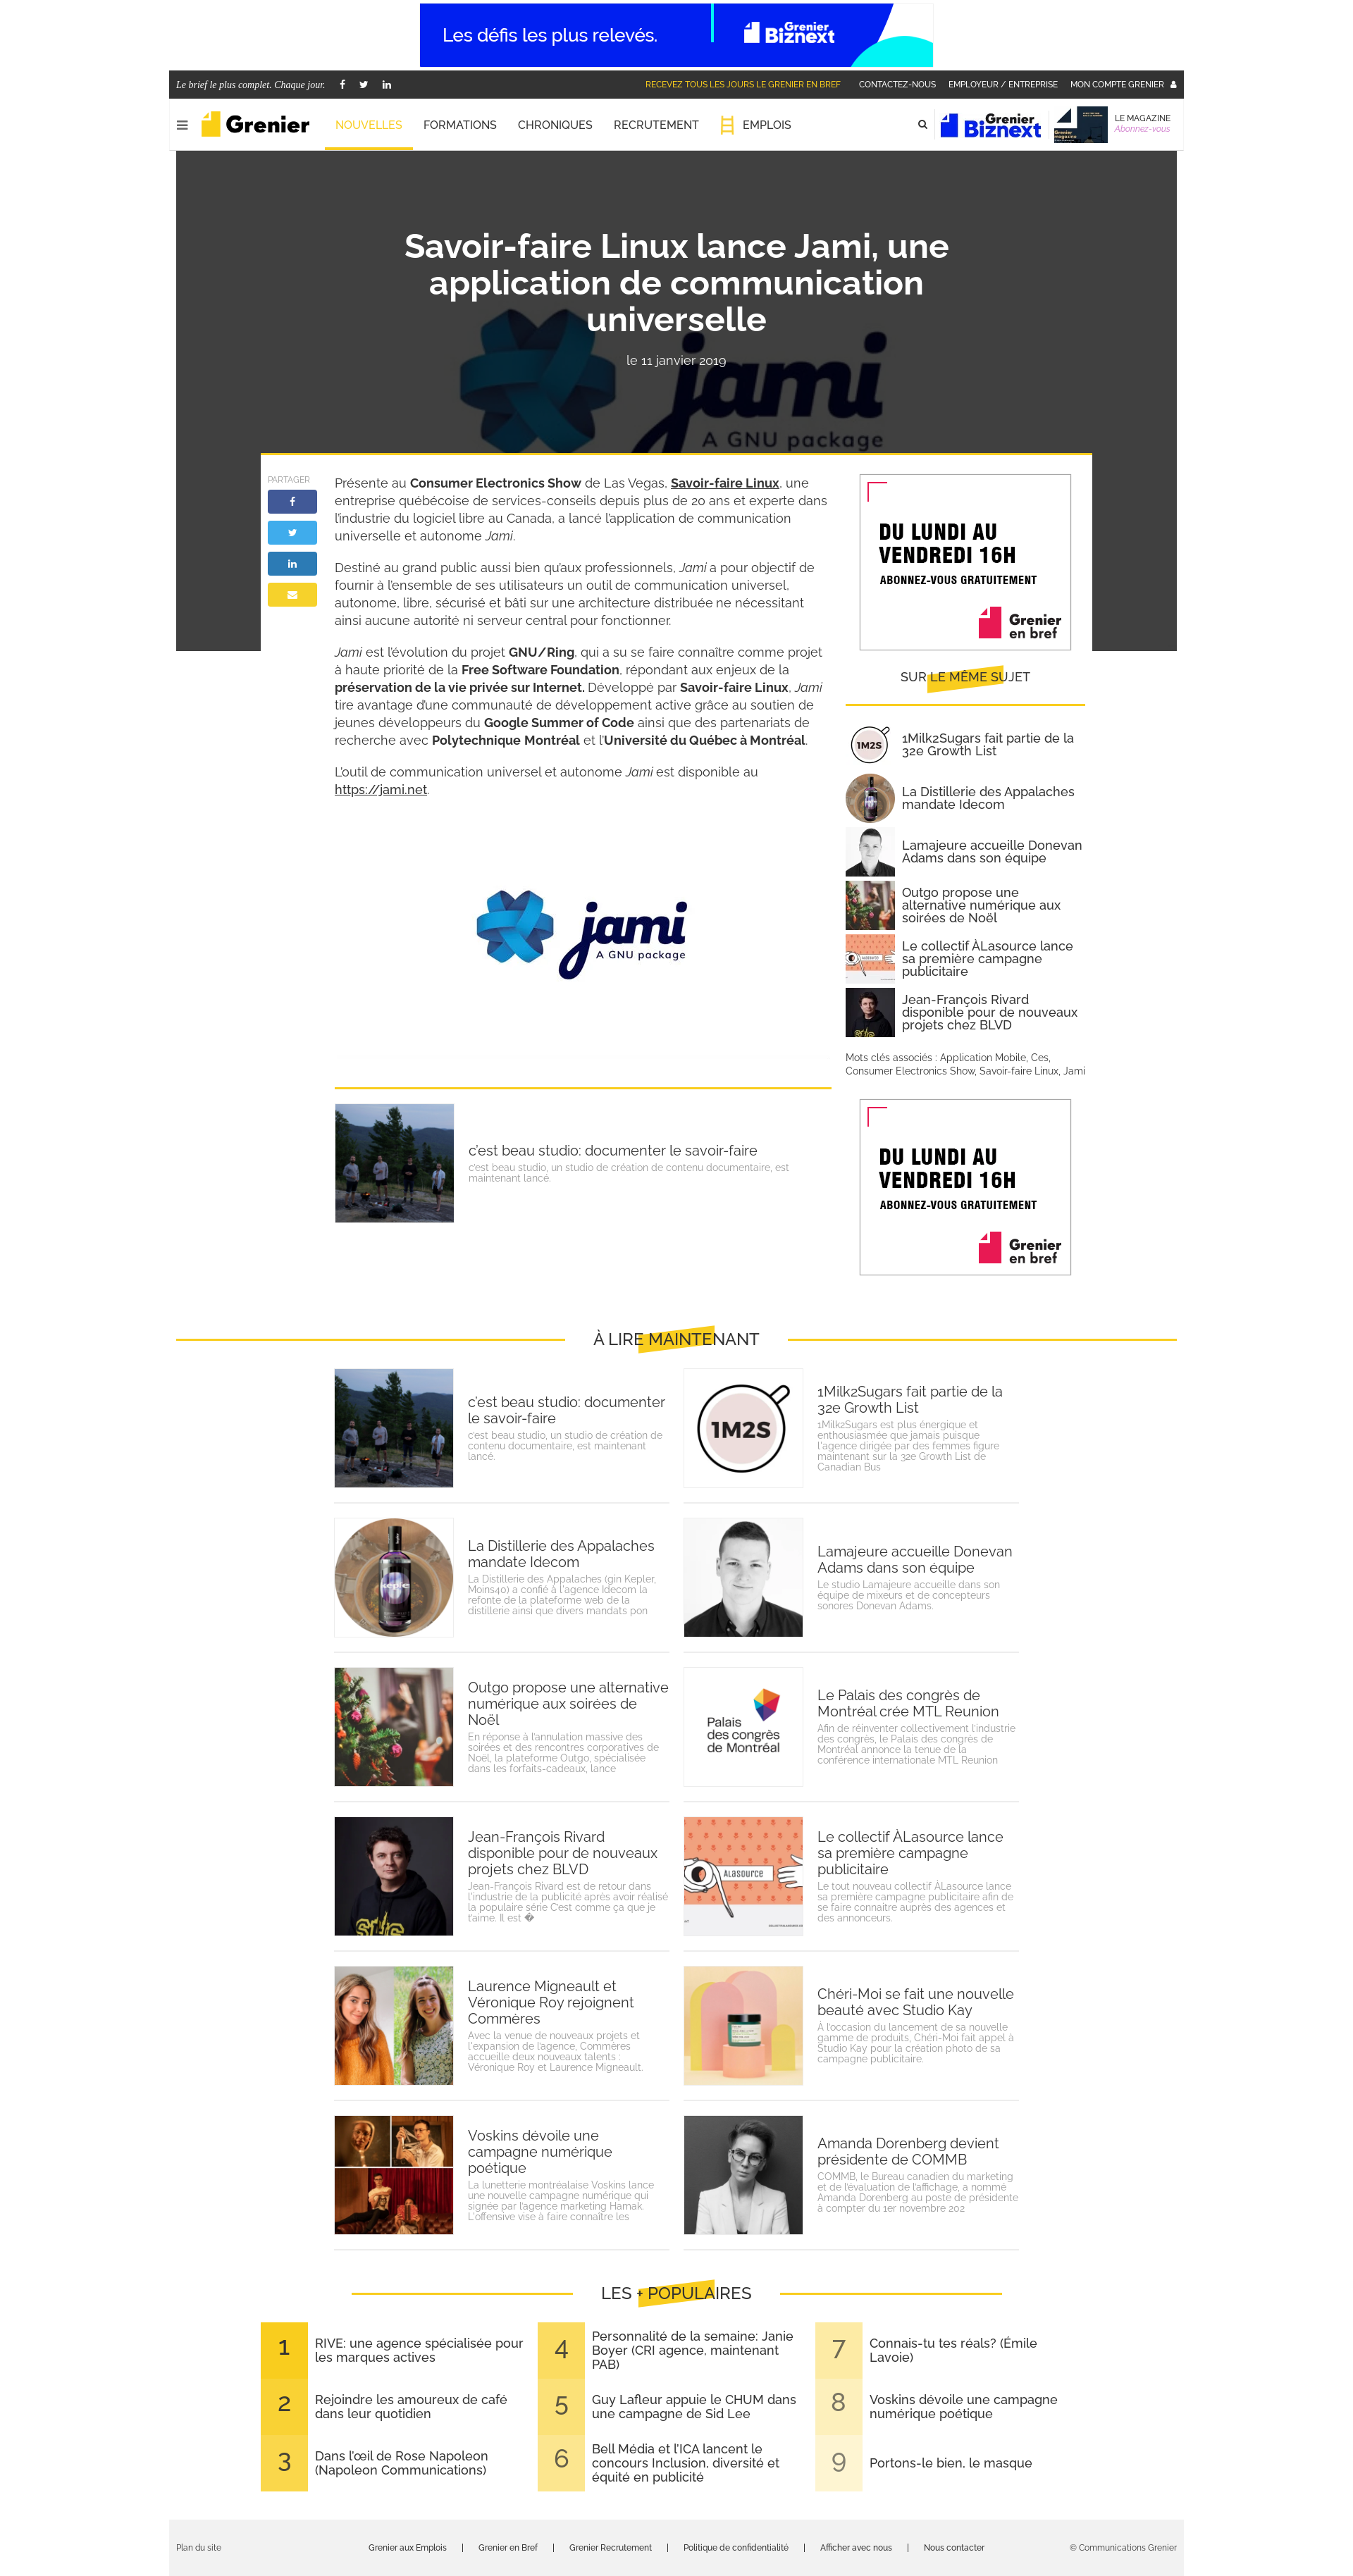 Les défis les plus relevés.
Grenier
Biznext
Le brief le plus complet. Chaque jour.
RECEVEZ TOUS LES JOURS LE GRENIER EN BREF
CONTACTEZ-NOUS
EMPLOYEUR / ENTREPRISE
MON COMPTE GRENIER
Grenier
NOUVELLES
FORMATIONS
CHRONIQUES
RECRUTEMENT
EMPLOIS
Grenier
Biznext
LE MAGAZINE
Abonnez-vous
Savoir-faire Linux lance Jami, une
application de communication
universelle
le 11 janvier 2019
jami
A GNU package
PARTAGER
Présente au Consumer Electronics Show de Las Vegas, Savoir-faire Linux, une
entreprise québécoise de services-conseils depuis plus de 20 ans et experte dans
l’industrie du logiciel libre au Canada, a lancé l’application de communication
universelle et autonome Jami.
Destiné au grand public aussi bien qu’aux professionnels, Jami a pour objectif de
fournir à l’ensemble de ses utilisateurs un outil de communication universel,
autonome, libre, sécurisé et bâti sur une architecture distribuée ne nécessitant
ainsi aucune autorité ni serveur central pour fonctionner.
Jami est l’évolution du projet GNU/Ring, qui a su se faire connaître comme projet
à haute priorité de la Free Software Foundation, répondant aux enjeux de la
préservation de la vie privée sur Internet. Développé par Savoir-faire Linux, Jami
tire avantage d’une communauté de développement active grâce au soutien de
jeunes développeurs du Google Summer of Code ainsi que des partenariats de
recherche avec Polytechnique Montréal et l’Université du Québec à Montréal.
L’outil de communication universel et autonome Jami est disponible au
https://jami.net.
jami
A GNU package
c’est beau studio: documenter le savoir-faire
c’est beau studio, un studio de création de contenu documentaire, est
maintenant lancé.
DU LUNDI AU
VENDREDI 16H
ABONNEZ-VOUS GRATUITEMENT
Grenier
en bref
SUR LE MÊME SUJET
1M2S
1Milk2Sugars fait partie de la
32e Growth List
La Distillerie des Appalaches
mandate Idecom
Lamajeure accueille Donevan
Adams dans son équipe
Outgo propose une
alternative numérique aux
soirées de Noël
Le collectif ÀLasource lance
sa première campagne
publicitaire
Jean-François Rivard
disponible pour de nouveaux
projets chez BLVD
Mots clés associés : Application Mobile, Ces,
Consumer Electronics Show, Savoir-faire Linux, Jami
DU LUNDI AU
VENDREDI 16H
ABONNEZ-VOUS GRATUITEMENT
Grenier
en bref
À LIRE MAINTENANT
c’est beau studio: documenter
le savoir-faire
c’est beau studio, un studio de création de
contenu documentaire, est maintenant
lancé.
1M2S
1Milk2Sugars fait partie de la
32e Growth List
1Milk2Sugars est plus énergique et
enthousiasmée que jamais puisque
l'agence dirigée par des femmes figure
maintenant sur la 32e Growth List de
Canadian Bus
La Distillerie des Appalaches
mandate Idecom
La Distillerie des Appalaches (gin Kepler,
Moins40) a confié à l'agence Idecom la
refonte de la plateforme web de la
distillerie ainsi que divers mandats pon
Lamajeure accueille Donevan
Adams dans son équipe
Le studio Lamajeure accueille dans son
équipe de mixeurs et de concepteurs
sonores Donevan Adams.
Outgo propose une alternative
numérique aux soirées de
Noël
En réponse à l’annulation massive des
soirées et des rencontres corporatives de
Noël, la plateforme Outgo, spécialisée
dans les forfaits-cadeaux, lance
Palais
des congrès
de Montréal
Le Palais des congrès de
Montréal crée MTL Reunion
Afin de réinventer collectivement l’industrie
des congrès, le Palais des congrès de
Montréal annonce la tenue de la
conférence internationale MTL Reunion
Jean-François Rivard
disponible pour de nouveaux
projets chez BLVD
Jean-François Rivard est de retour dans
l'industrie de la publicité après avoir réalisé
la populaire série C’est comme ça que je
t’aime. Il est �
ALASOURCE
Le collectif ÀLasource lance
sa première campagne
publicitaire
Le tout nouveau collectif ÀLasource lance
sa première campagne publicitaire afin de
se faire connaitre auprès des agences et
des annonceurs.
Laurence Migneault et
Véronique Roy rejoignent
Commères
Avec la venue de nouveaux projets et
l'expansion de l’agence, Commères
accueille deux nouveaux talents :
Véronique Roy et Laurence Migneault.
Chéri-Moi se fait une nouvelle
beauté avec Studio Kay
À l’occasion du lancement de sa nouvelle
gamme de produits, Chéri-Moi fait appel à
Studio Kay pour la création photo de sa
campagne publicitaire.
Voskins dévoile une
campagne numérique
poétique
La lunetterie montréalaise Voskins lance
une nouvelle campagne numérique qui
signée par l’agence marketing Hamak.
L'offensive vise à faire connaître les
Amanda Dorenberg devient
présidente de COMMB
COMMB, le Bureau canadien du marketing
et de l’évaluation de l’affichage, a nommé
Amanda Dorenberg au poste de présidente
à compter du 1er novembre 202
LES + POPULAIRES
1
RIVE: une agence spécialisée pour
les marques actives
2
Rejoindre les amoureux de café
dans leur quotidien
3
Dans l’œil de Rose Napoleon
(Napoleon Communications)
4
Personnalité de la semaine: Janie
Boyer (CRI agence, maintenant
PAB)
5
Guy Lafleur appuie le CHUM dans
une campagne de Sid Lee
6
Bell Média et l’ICA lancent le
concours Inclusion, diversité et
équité en publicité
7
Connais-tu tes réals? (Émile
Lavoie)
8
Voskins dévoile une campagne
numérique poétique
9
Portons-le bien, le masque
Plan du site
Grenier aux Emplois | Grenier en Bref | Grenier Recrutement | Politique de confidentialité | Afficher avec nous | Nous contacter
© Communications Grenier